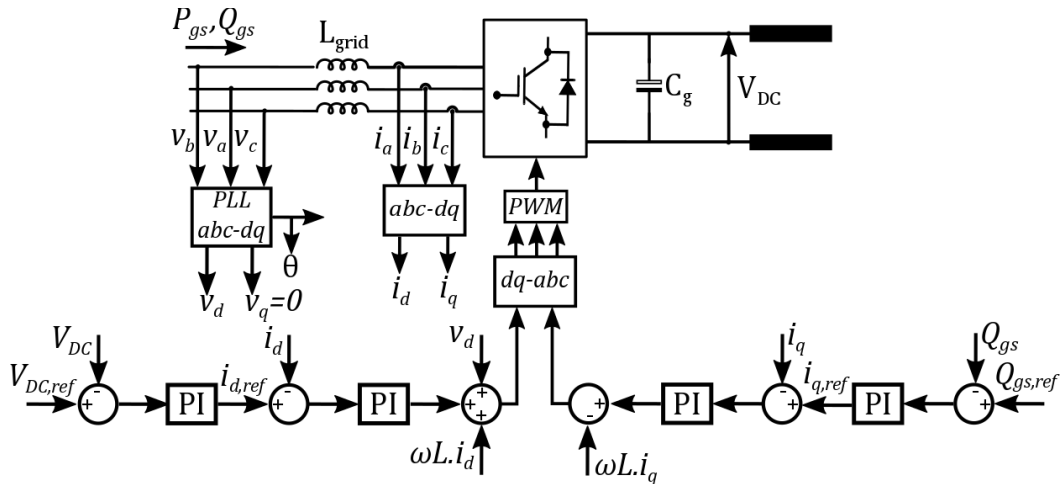 P_gs, Q_gs
L_grid
C_g
V_DC
v_b v_a v_c
i_a i_b i_c
PLL
abc-dq
abc-dq
PWM
θ
dq-abc
v_d
v_q=0
i_d
i_q
V_DC
i_d
v_d
i_q
Q_gs
V_DC,ref
+
-
PI
i_d,ref
+
-
PI
+
+
+
-
-
PI
+
-
i_q,ref
PI
-
+
Q_gs,ref
ωL.i_d
ωL.i_q